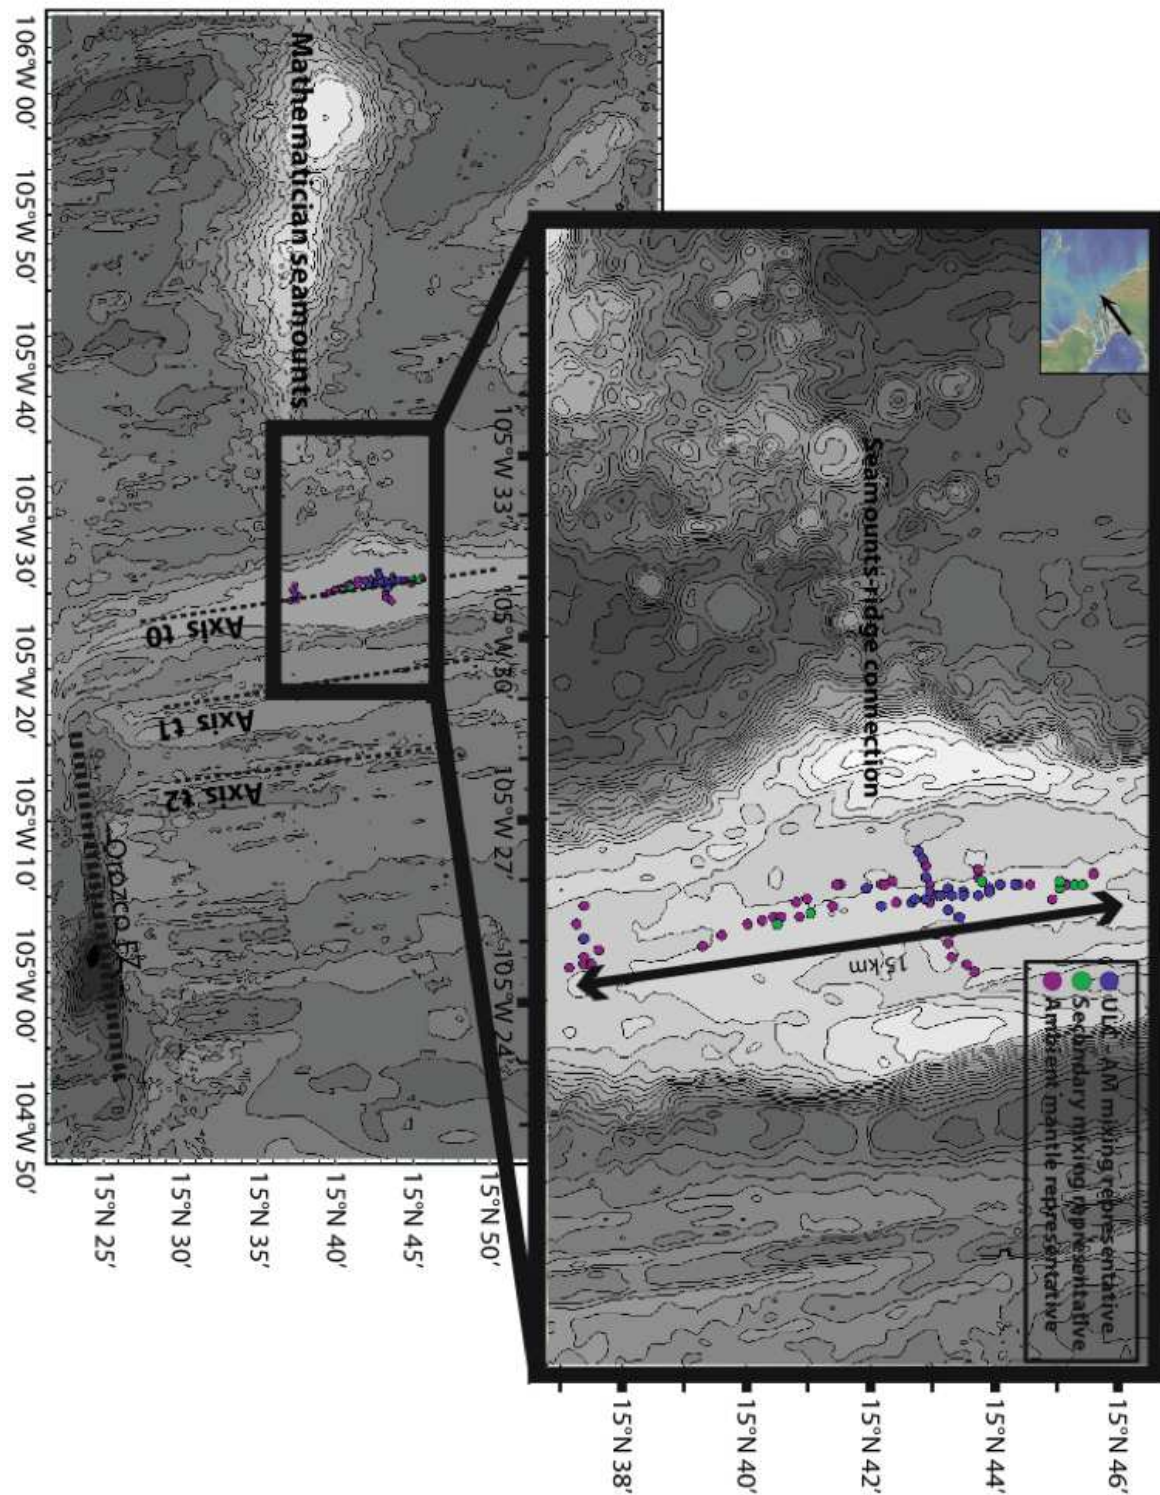 Mathematician seamounts
Axis t0
Axis t1
Axis t2
Orozco FZ
106°W 00'
105°W 50'
105°W 40'
105°W 30'
105°W 20'
105°W 10'
105°W 00'
104°W 50'
15°N 25'
15°N 30'
15°N 35'
15°N 40'
15°N 45'
15°N 50'
Seamounts-ridge connection
15 km
ULC - AM mixing representative
Secondary mixing representative
Ambient mantle representative
105°W 33'
105°W 30'
105°W 27'
105°W 24'
15°N 38'
15°N 40'
15°N 42'
15°N 44'
15°N 46'